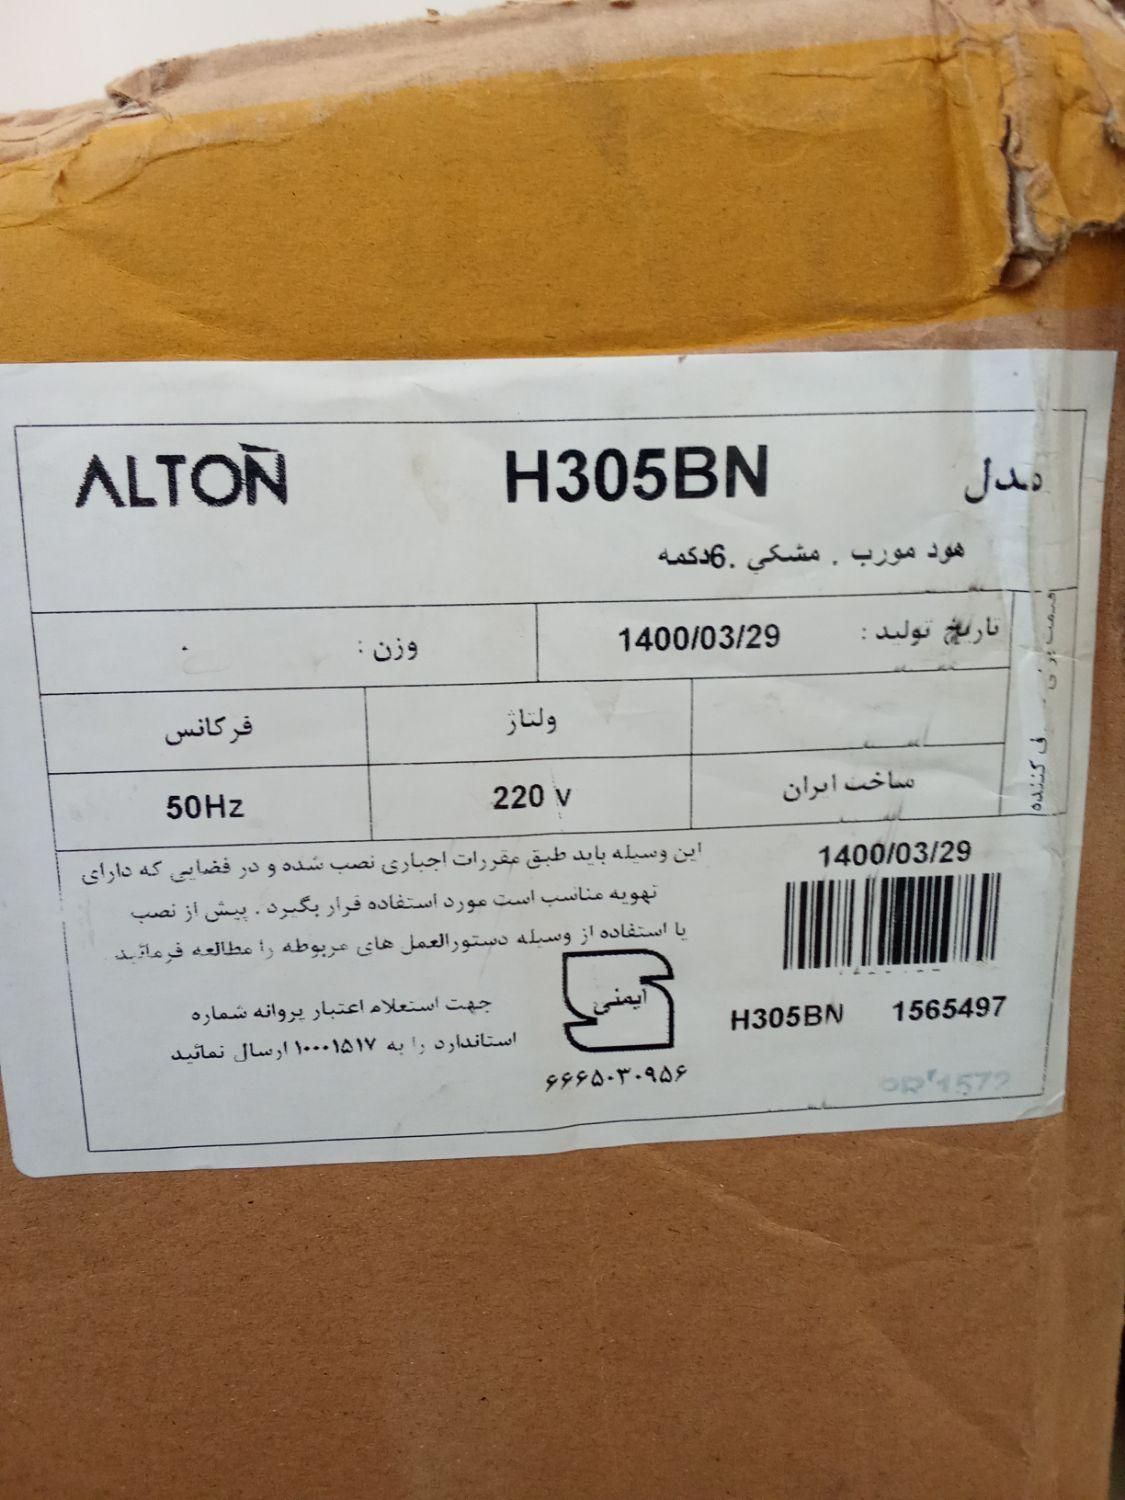 ALTON H305BN مدل
هود مورب . مشكي .6دكمه
تاریخ تولید : 1400/03/29
وزن : .
ولتاژ
فرکانس
ساخت ایران
220 v
50Hz
ف کننده
این وسیله باید طبق مقررات اجباری نصب شده و در فضایی که دارای
تهویه مناسب است مورد استفاده قرار بگیرد . پیش از نصب
یا استفاده از وسیله دستورالعمل های مربوطه را مطالعه فرمائید
1400/03/29
H305BN 1565497
ایمنی
۶۶۶۵۰۳۰۹۵۶
جهت استعلام اعتبار پروانه شماره
استاندارد را به ۱۰۰۰۱۵۱۷ ارسال نمائید